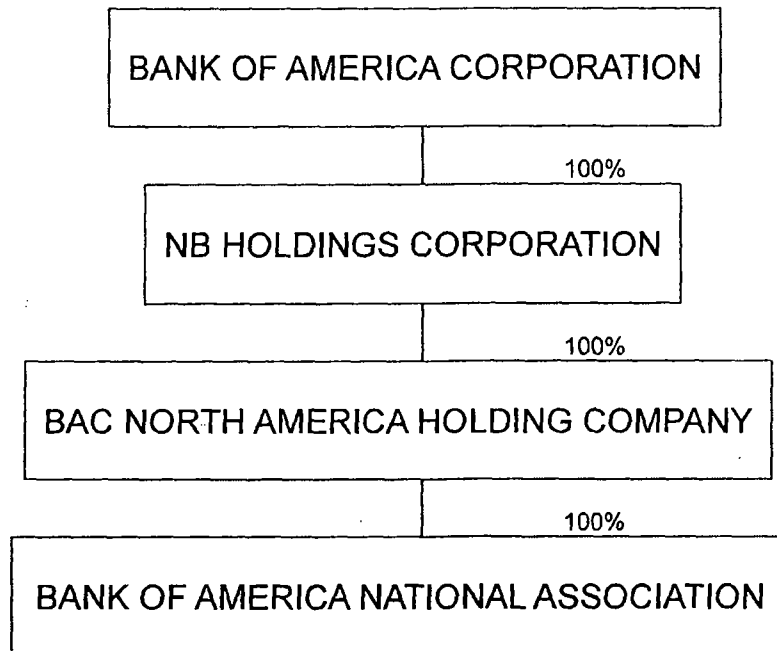 BANK OF AMERICA CORPORATION
100%
NB HOLDINGS CORPORATION
100%
BAC NORTH AMERICA HOLDING COMPANY
100%
BANK OF AMERICA NATIONAL ASSOCIATION